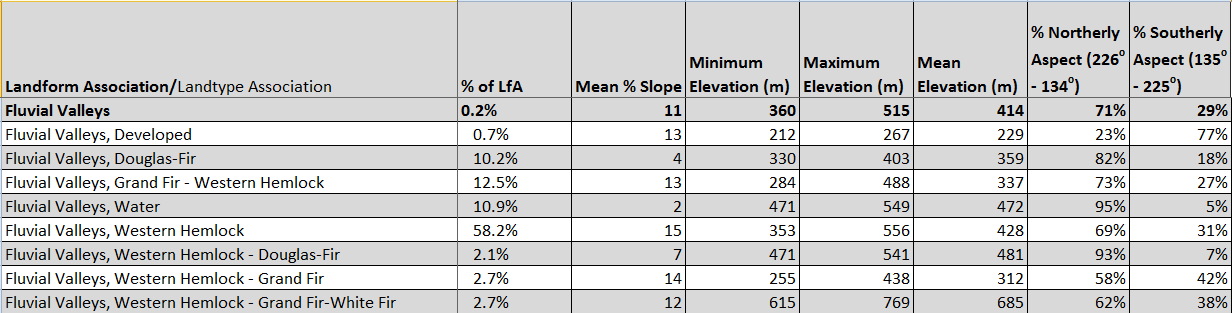 Landform Association/Landtype Association % of LfA Mean % Slope Minimum Elevation (m) Maximum Elevation (m) Mean Elevation (m) % Northerly Aspect (226° - 134°) % Southerly Aspect (135° - 225°)
Fluvial Valleys 0.2% 11 360 515 414 71% 29%
Fluvial Valleys, Developed 0.7% 13 212 267 229 23% 77%
Fluvial Valleys, Douglas-Fir 10.2% 4 330 403 359 82% 18%
Fluvial Valleys, Grand Fir - Western Hemlock 12.5% 13 284 488 337 73% 27%
Fluvial Valleys, Water 10.9% 2 471 549 472 95% 5%
Fluvial Valleys, Western Hemlock 58.2% 15 353 556 428 69% 31%
Fluvial Valleys, Western Hemlock - Douglas-Fir 2.1% 7 471 541 481 93% 7%
Fluvial Valleys, Western Hemlock - Grand Fir 2.7% 14 255 438 312 58% 42%
Fluvial Valleys, Western Hemlock - Grand Fir-White Fir 2.7% 12 615 769 685 62% 38%